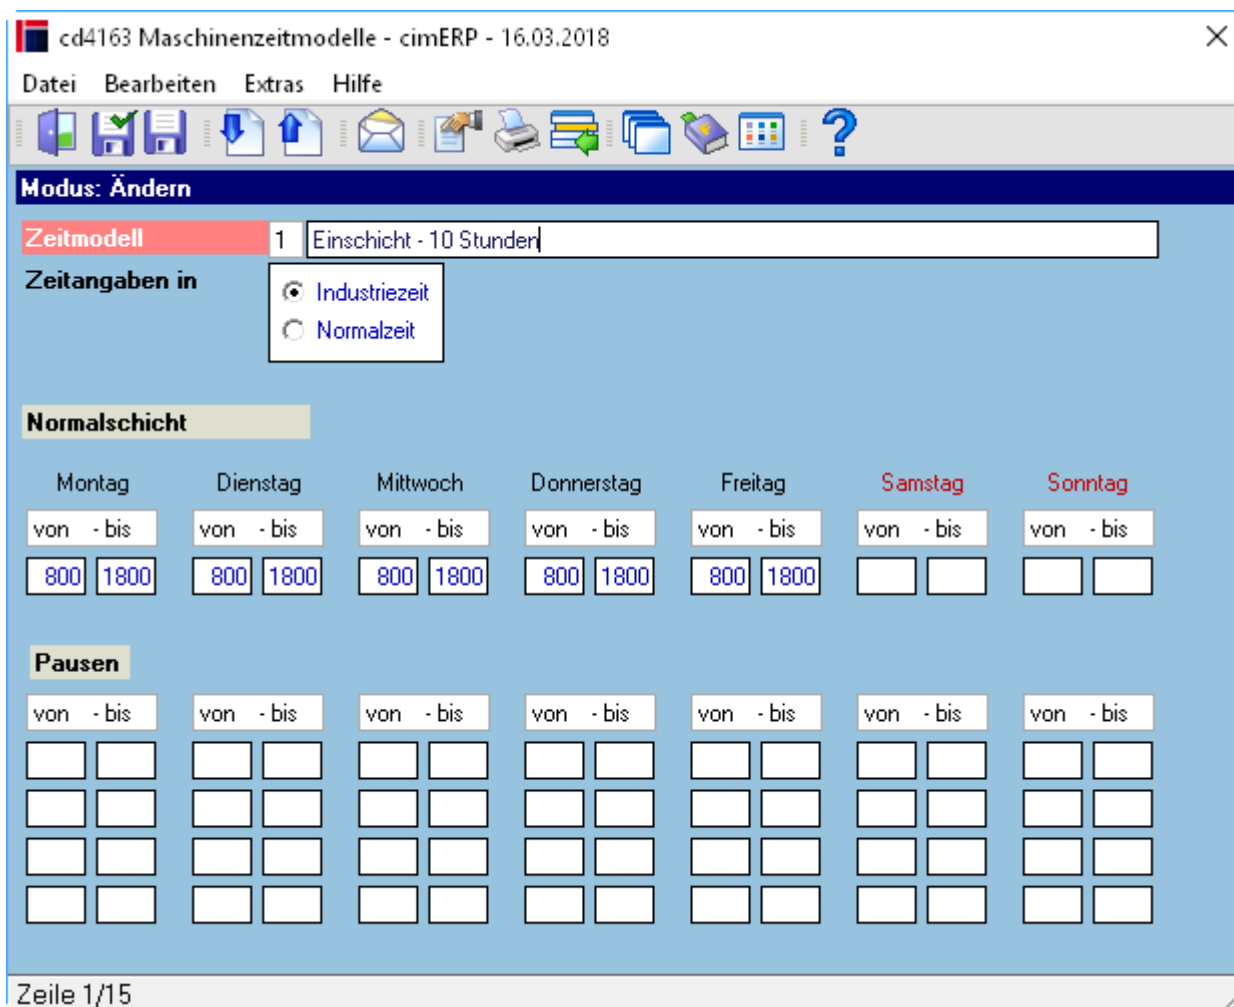 cd4163 Maschinenzeitmodelle - cimERP - 16.03.2018
Datei Bearbeiten Extras Hilfe
Modus: Ändern
Zeitmodell 1 Einschicht - 10 Stunden
Zeitangaben in
Industriezeit
Normalzeit
Normalschicht
Montag Dienstag Mittwoch Donnerstag Freitag Samstag Sonntag
von - bis von - bis von - bis von - bis von - bis von - bis von - bis
800 1800 800 1800 800 1800 800 1800 800 1800
Pausen
von - bis von - bis von - bis von - bis von - bis von - bis von - bis
Zeile 1/15